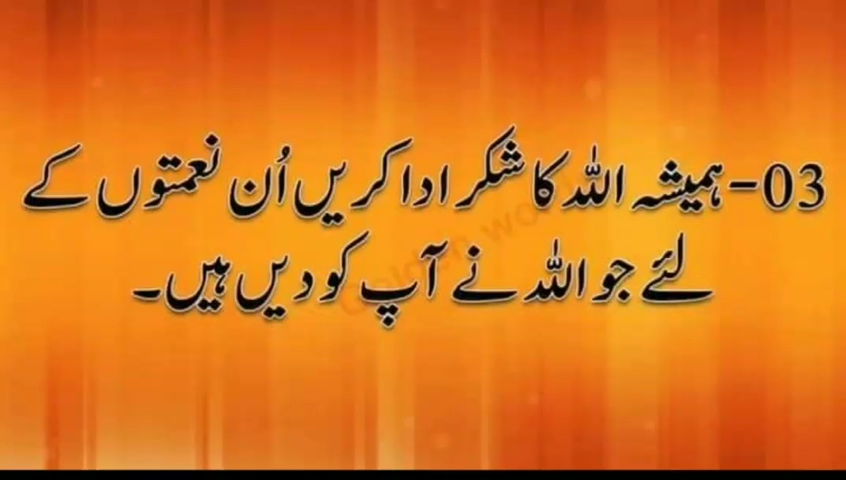 03-ہمیشہ اللہ کا شکر ادا کریں اُن نعمتوں کے
لئے جو اللہ نے آپ کو دیں ہیں۔